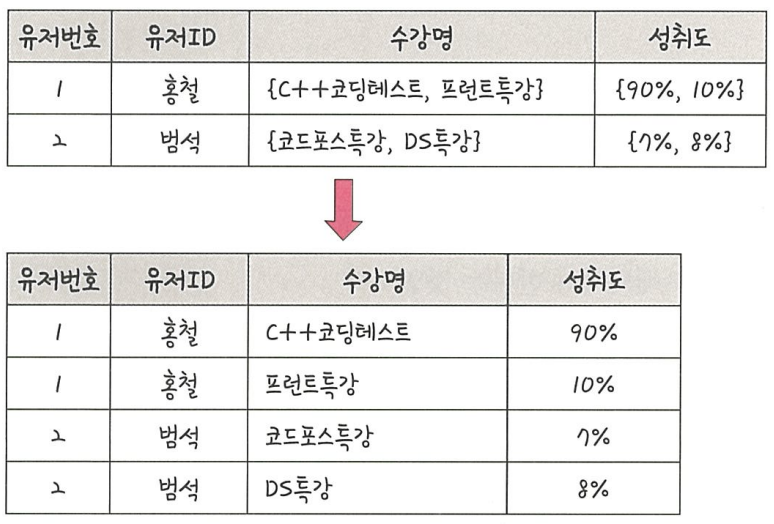 유저번호 유저ID 수강명 성취도
1 홍철 {C++코딩테스트, 프런트특강} {90%, 10%}
2 범석 {코드포스특강, DS특강} {7%, 8%}
유저번호 유저ID 수강명 성취도
1 홍철 C++코딩테스트 90%
1 홍철 프런트특강 10%
2 범석 코드포스특강 7%
2 범석 DS특강 8%